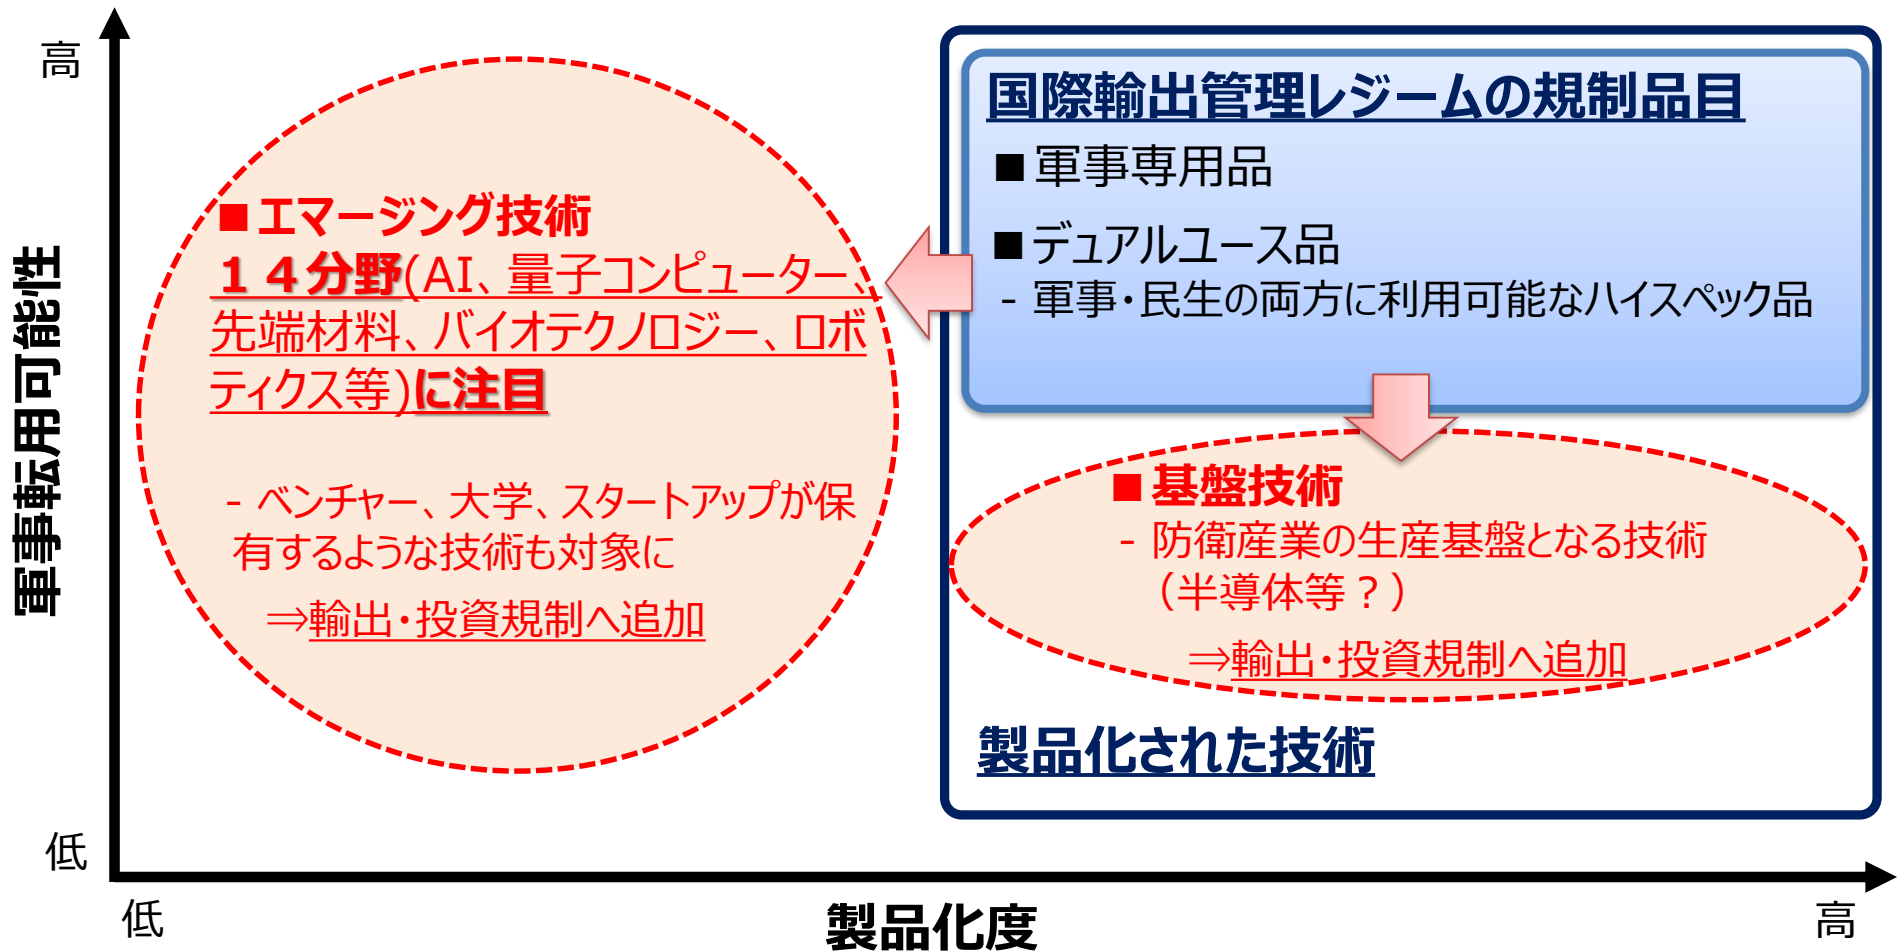 高
軍事転用可能性
低
■エマージング技術
１４分野(AI、量子コンピューター、
先端材料、バイオテクノロジー、ロボ
ティクス等)に注目
- ベンチャー、大学、スタートアップが保
有するような技術も対象に
⇒輸出・投資規制へ追加
国際輸出管理レジームの規制品目
■軍事専用品
■デュアルユース品
- 軍事・民生の両方に利用可能なハイスペック品
■基盤技術
- 防衛産業の生産基盤となる技術
（半導体等？）
⇒輸出・投資規制へ追加
製品化された技術
低
製品化度
高